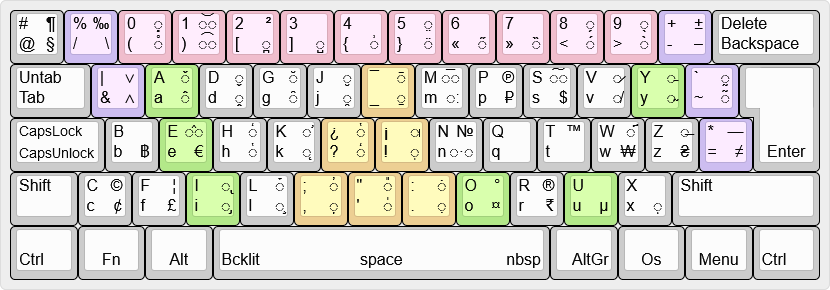 # ¶ % ‰ 0 1 2 ² 3 4 5 6 7 8 9 + ± Delete
@ § / \ ( ) [ ] { } « » < > - – Backspace
Untab | ∨ A D G J ¯ M P ℗ S V Y `
Tab & ∧ a d g j _ m p ₽ s $ v y ~
CapsLock B E H K ¿ ¡ N № Q T ™ W Z * —
CapsUnlock b ฿ e € h k ? ! n q t w ₩ z ₴ = ≠ Enter
Shift C © F ¦ I L ; " : O ° R ® U X Shift
c ¢ f £ i l , ' . o ¤ r ₹ u µ x
Ctrl Fn Alt Bcklit space nbsp AltGr Os Menu Ctrl